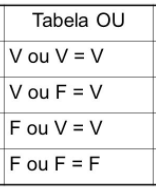 Tabela OU
V ou V = V
V ou F = V
F ou V = V
F ou F = F